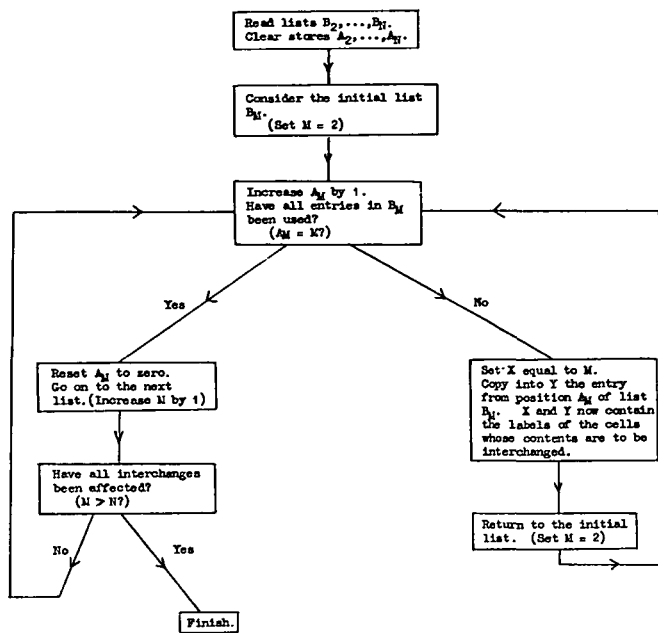 Read lists B2,...,BN.
Clear stores A2,...,AN.
Consider the initial list
BM.
(Set M = 2)
Increase AM by 1.
Have all entries in BM
been used?
(AM = M?)
Yes
No
Reset AM to zero.
Go on to the next
list.(Increase M by 1)
Set X equal to M.
Copy into Y the entry
from position AM of list
BM. X and Y now contain
the labels of the cells
whose contents are to be
interchanged.
Have all interchanges
been effected?
(M > N?)
Return to the initial
list. (Set M = 2)
No
Yes
Finish.